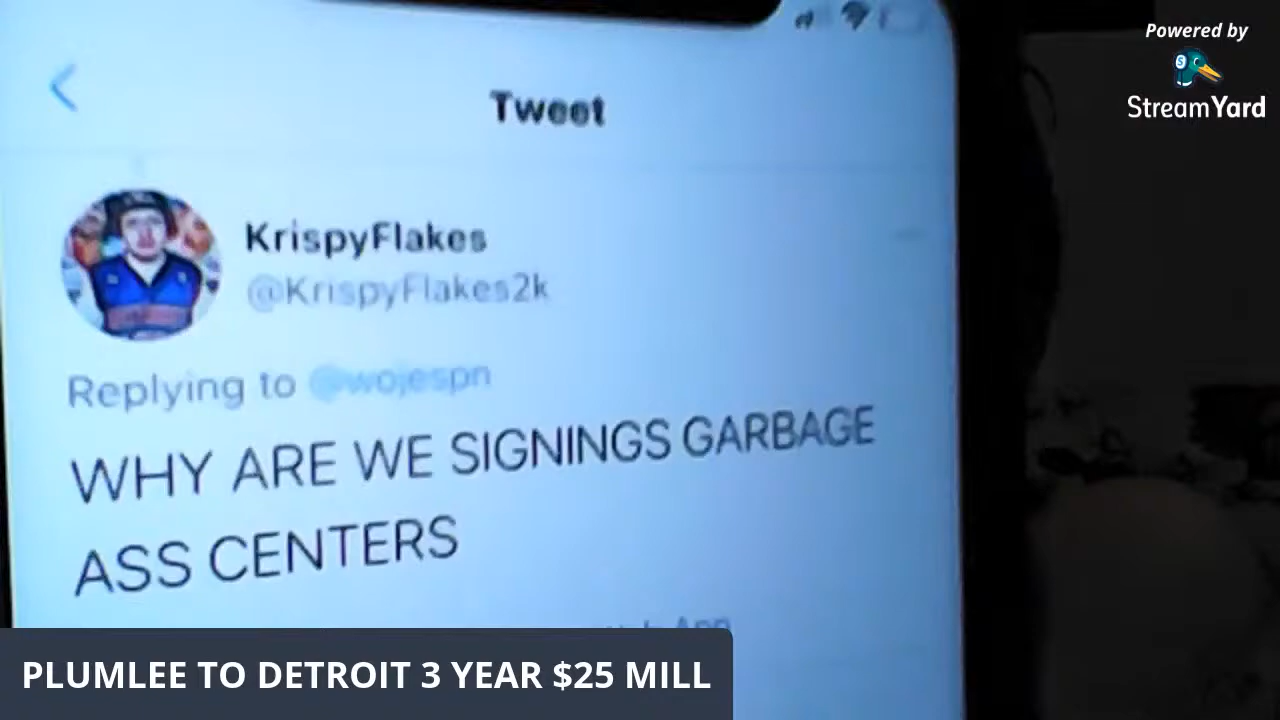 Powered by
StreamYard
Tweet
KrispyFlakes
@KrispyFlakes2k
Replying to @wojespn
WHY ARE WE SIGNINGS GARBAGE
ASS CENTERS
App
PLUMLEE TO DETROIT 3 YEAR $25 MILL